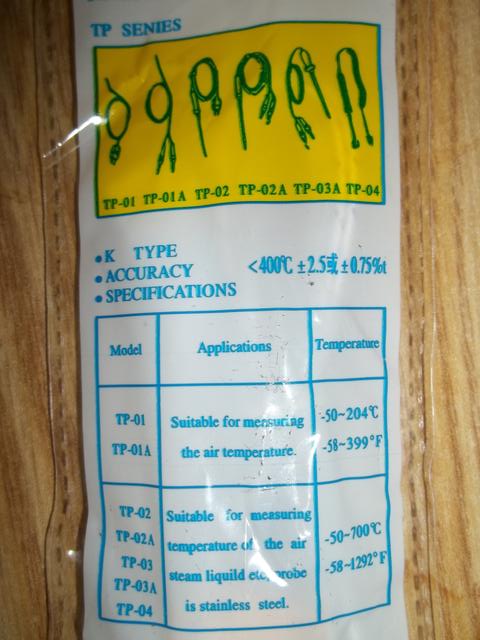 TP SENIES
TP-01 TP-01A TP-02 TP-02A TP-03A TP-04
•K TYPE
•ACCURACY <400℃ ±2.5或 ±0.75%t
•SPECIFICATIONS
Model Applications Temperature
TP-01 Suitable for measuring -50~204℃
TP-01A the air temperature. -58~399°F
TP-02 Suitable for measuring
TP-02A temperature of the air -50~700℃
TP-03 steam liquild etc, probe -58~1292°F
TP-03A is stainless steel.
TP-04